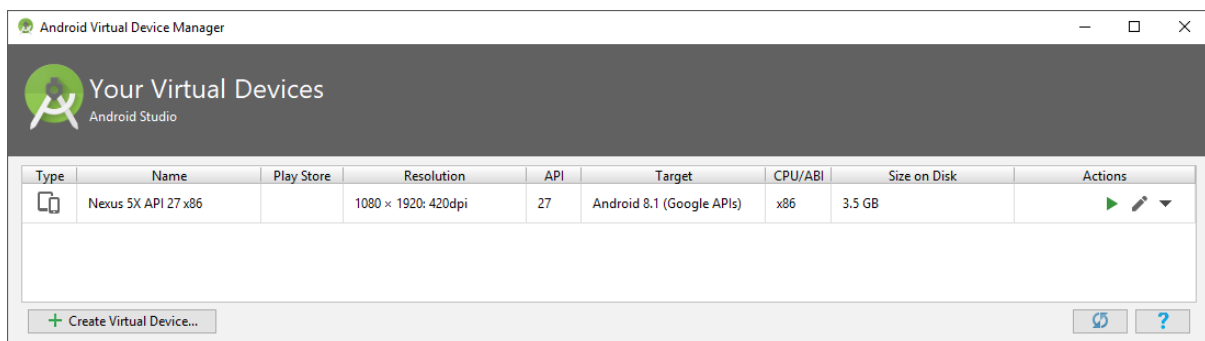 Android Virtual Device Manager
Your Virtual Devices
Android Studio
Type Name Play Store Resolution API Target CPU/ABI Size on Disk Actions
Nexus 5X API 27 x86 1080 × 1920: 420dpi 27 Android 8.1 (Google APIs) x86 3.5 GB
+ Create Virtual Device... ?